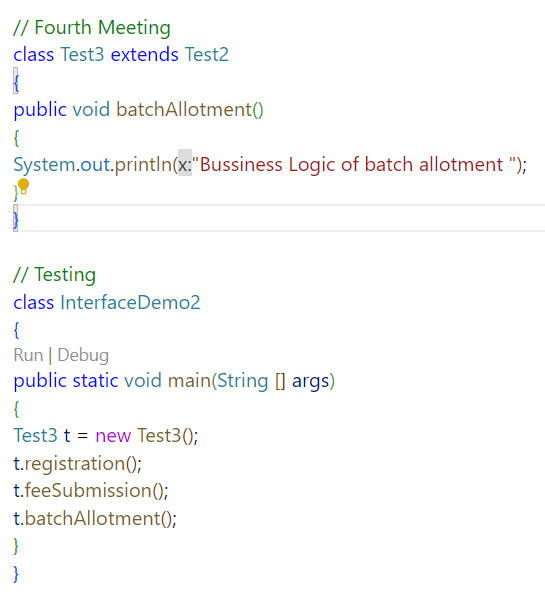 // Fourth Meeting
class Test3 extends Test2
{
public void batchAllotment()
{
System.out.println(x:"Bussiness Logic of batch allotment ");
}
}
// Testing
class InterfaceDemo2
{
Run | Debug
public static void main(String [] args)
{
Test3 t = new Test3();
t.registration();
t.feeSubmission();
t.batchAllotment();
}
}